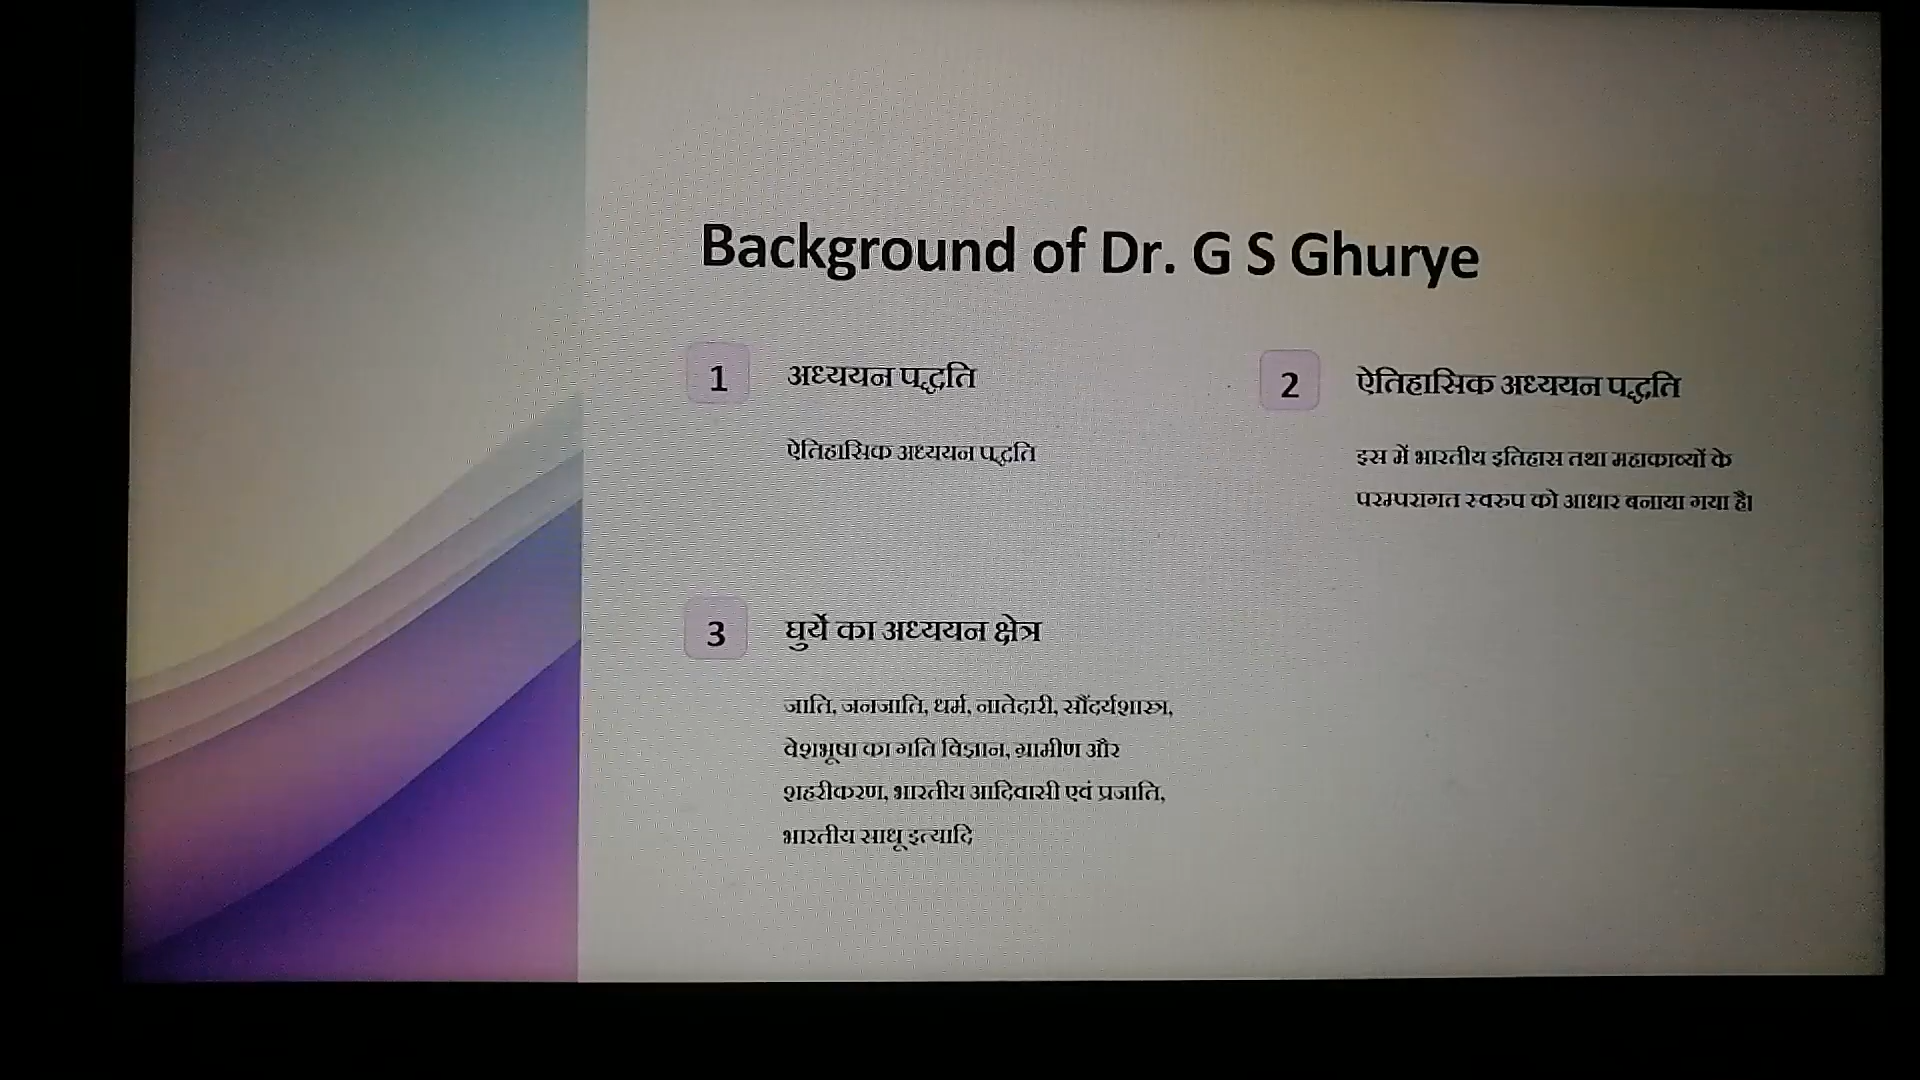 Background of Dr. G S Ghurye
1
अध्ययन पद्धति
ऐतिहासिक अध्ययन पद्धति
2
ऐतिहासिक अध्ययन पद्धति
इस में भारतीय इतिहास तथा महाकाव्यों के
परम्परागत स्वरुप को आधार बनाया गया है।
3
घुर्ये का अध्ययन क्षेत्र
जाति, जनजाति, धर्म, नातेदारी, सौंदर्यशास्त्र,
वेशभूषा का गति विज्ञान, ग्रामीण और
शहरीकरण, भारतीय आदिवासी एवं प्रजाति,
भारतीय साधू इत्यादि